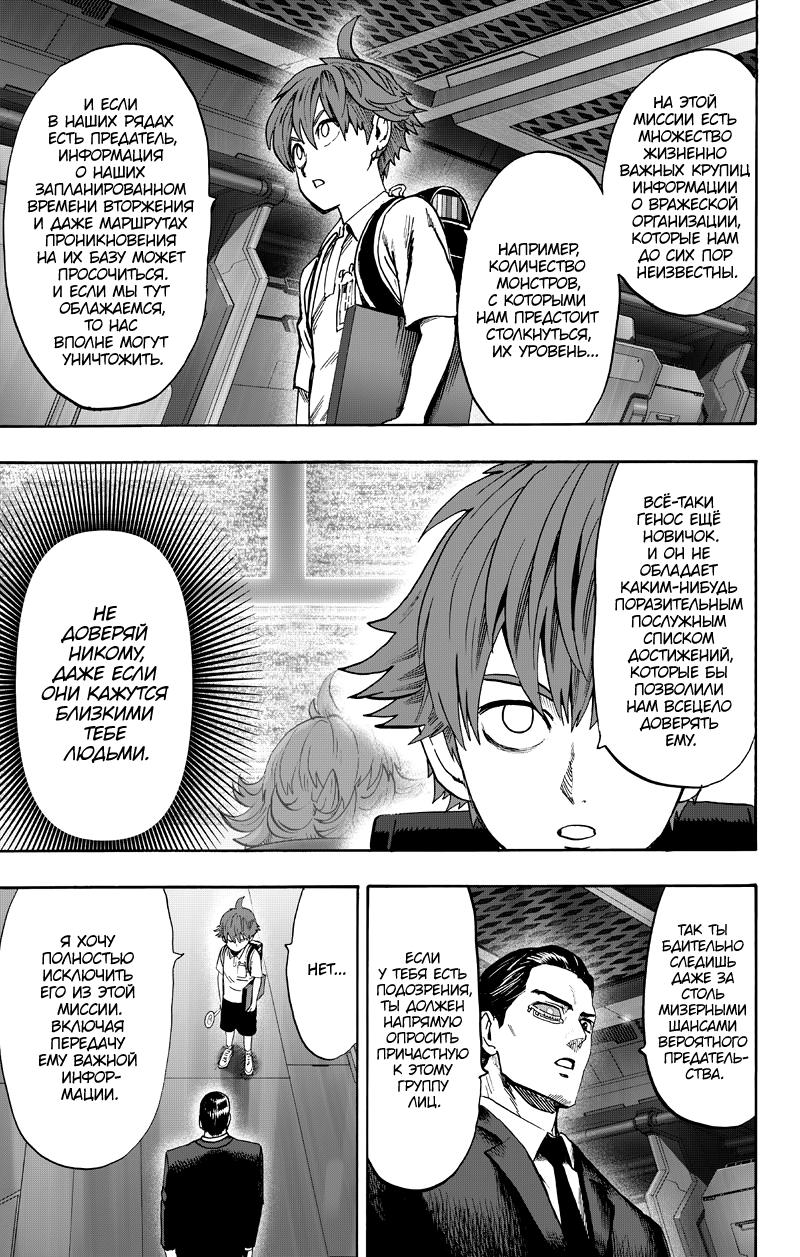 НА ЭТОЙ
МИССИИ ЕСТЬ
МНОЖЕСТВО
ЖИЗНЕННО
ВАЖНЫХ КРУПИЦ
ИНФОРМАЦИИ
О ВРАЖЕСКОЙ
ОРГАНИЗАЦИИ,
КОТОРЫЕ НАМ
ДО СИХ ПОР
НЕИЗВЕСТНЫ.
НАПРИМЕР,
КОЛИЧЕСТВО
МОНСТРОВ,
С КОТОРЫМИ
НАМ ПРЕДСТОИТ
СТОЛКНУТЬСЯ,
ИХ УРОВЕНЬ...
И ЕСЛИ
В НАШИХ РЯДАХ
ЕСТЬ ПРЕДАТЕЛЬ,
ИНФОРМАЦИЯ
О НАШИХ
ЗАПЛАНИРОВАННОМ
ВРЕМЕНИ ВТОРЖЕНИЯ
И ДАЖЕ МАРШРУТАХ
ПРОНИКНОВЕНИЯ
НА ИХ БАЗУ МОЖЕТ
ПРОСОЧИТЬСЯ.
И ЕСЛИ МЫ ТУТ
ОБЛАЖАЕМСЯ,
ТО НАС
ВПОЛНЕ МОГУТ
УНИЧТОЖИТЬ.
ВСЁ-ТАКИ
ГЕНОС ЕЩЁ
НОВИЧОК.
И ОН НЕ
ОБЛАДАЕТ
КАКИМ-НИБУДЬ
ПОРАЗИТЕЛЬНЫМ
ПОСЛУЖНЫМ
СПИСКОМ
ДОСТИЖЕНИЙ,
КОТОРЫЕ БЫ
ПОЗВОЛИЛИ
НАМ ВСЕЦЕЛО
ДОВЕРЯТЬ
ЕМУ.
НЕ
ДОВЕРЯЙ
НИКОМУ,
ДАЖЕ ЕСЛИ
ОНИ КАЖУТСЯ
БЛИЗКИМИ
ТЕБЕ
ЛЮДЬМИ.
ТАК ТЫ
БДИТЕЛЬНО
СЛЕДИШЬ
ДАЖЕ ЗА
СТОЛЬ
МИЗЕРНЫМИ
ШАНСАМИ
ВЕРОЯТНОГО
ПРЕДАТЕЛЬ-
СТВА.
ЕСЛИ
У ТЕБЯ ЕСТЬ
ПОДОЗРЕНИЯ,
ТЫ ДОЛЖЕН
НАПРЯМУЮ
ОПРОСИТЬ
ПРИЧАСТНУЮ
К ЭТОМУ
ГРУППУ
ЛИЦ.
НЕТ...
Я ХОЧУ
ПОЛНОСТЬЮ
ИСКЛЮЧИТЬ
ЕГО ИЗ ЭТОЙ
МИССИИ.
ВКЛЮЧАЯ
ПЕРЕДАЧУ
ЕМУ ВАЖНОЙ
ИНФОР-
МАЦИИ.